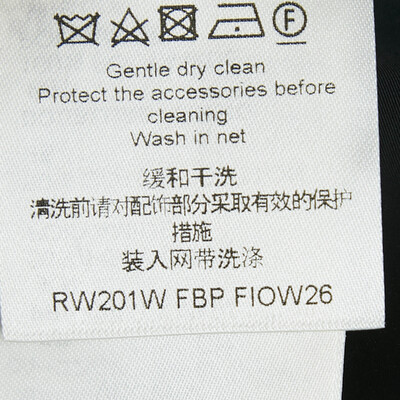 F
Gentle dry clean
Protect the accessories before
cleaning
Wash in net
缓和干洗
清洗前请对配饰部分采取有效的保护
措施
装入网带洗涤
RW201W FBP FIOW26